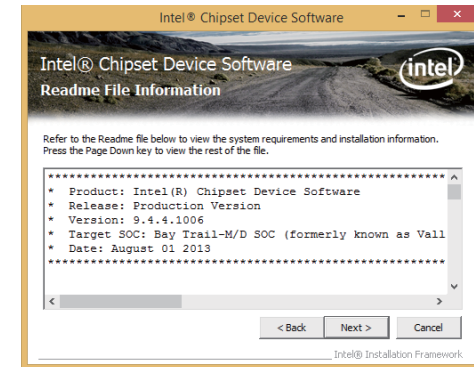 Intel® Chipset Device Software
Intel® Chipset Device Software
intel
Readme File Information
Refer to the Readme file below to view the system requirements and installation information.
Press the Page Down key to view the rest of the file.
********************************************************
*  Product: Intel(R) Chipset Device Software
*  Release: Production Version
*  Version: 9.4.4.1006
*  Target SOC: Bay Trail-M/D SOC (formerly known as Vall
*  Date: August 01 2013
********************************************************
< Back
Next >
Cancel
Intel® Installation Framework